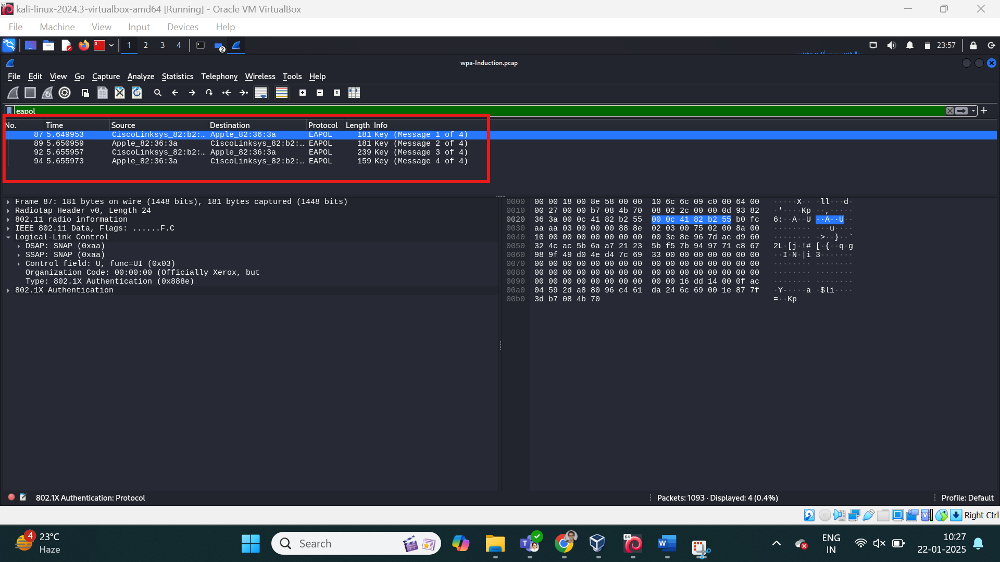 kali-linux-2024.3-virtualbox-amd64 [Running] - Oracle VM VirtualBox
File Machine View Input Devices Help
1 2 3 4 2 23:57
wpa-Induction.pcap
File Edit View Go Capture Analyze Statistics Telephony Wireless Tools Help
eapol
No. Time Source Destination Protocol Length Info
87 5.649953 CiscoLinksys_82:b2:… Apple_82:36:3a EAPOL 181 Key (Message 1 of 4)
89 5.650959 Apple_82:36:3a CiscoLinksys_82:b2:… EAPOL 181 Key (Message 2 of 4)
92 5.655957 CiscoLinksys_82:b2:… Apple_82:36:3a EAPOL 239 Key (Message 3 of 4)
94 5.655973 Apple_82:36:3a CiscoLinksys_82:b2:… EAPOL 159 Key (Message 4 of 4)
Frame 87: 181 bytes on wire (1448 bits), 181 bytes captured (1448 bits)
Radiotap Header v0, Length 24
802.11 radio information
IEEE 802.11 Data, Flags: ......F.C
Logical-Link Control
DSAP: SNAP (0xaa)
SSAP: SNAP (0xaa)
Control field: U, func=UI (0x03)
Organization Code: 00:00:00 (Officially Xerox, but
Type: 802.1X Authentication (0x888e)
802.1X Authentication
0000 00 00 18 00 8e 58 00 00 10 6c 6c 09 c0 00 64 00 ·····X·· ·ll···d·
0010 00 27 00 00 b7 08 4b 70 08 02 2c 00 00 0d 93 82 ·'····Kp ··,·····
0020 36 3a 00 0c 41 82 b2 55 00 0c 41 82 b2 55 b0 fc 6:··A··U ··A··U··
0030 aa aa 03 00 00 00 88 8e 02 03 00 75 02 00 8a 00 ········ ···u····
0040 10 00 00 00 00 00 00 00 00 3e 8e 96 7d ac d9 60 ········ ·>··}··`
0050 32 4c ac 5b 6a a7 21 23 5b f5 7b 94 97 71 c8 67 2L·[j·!# [·{··q·g
0060 98 9f 49 d0 4e d4 7c 69 33 00 00 00 00 00 00 00 ··I·N·|i 3·······
0070 00 00 00 00 00 00 00 00 00 00 00 00 00 00 00 00 ········ ········
0080 00 00 00 00 00 00 00 00 00 00 00 00 00 00 00 00 ········ ········
0090 00 00 00 00 00 00 00 00 00 00 16 dd 14 00 0f ac ········ ········
00a0 04 59 2d a8 80 96 c4 61 da 24 6c 69 00 1e 87 7f ·Y-····a ·$li····
00b0 3d b7 08 4b 70 =··Kp
802.1X Authentication: Protocol Packets: 1093 · Displayed: 4 (0.4%) Profile: Default
Right Ctrl
4 23°C Haze
Search
64
ENG IN
10:27
22-01-2025